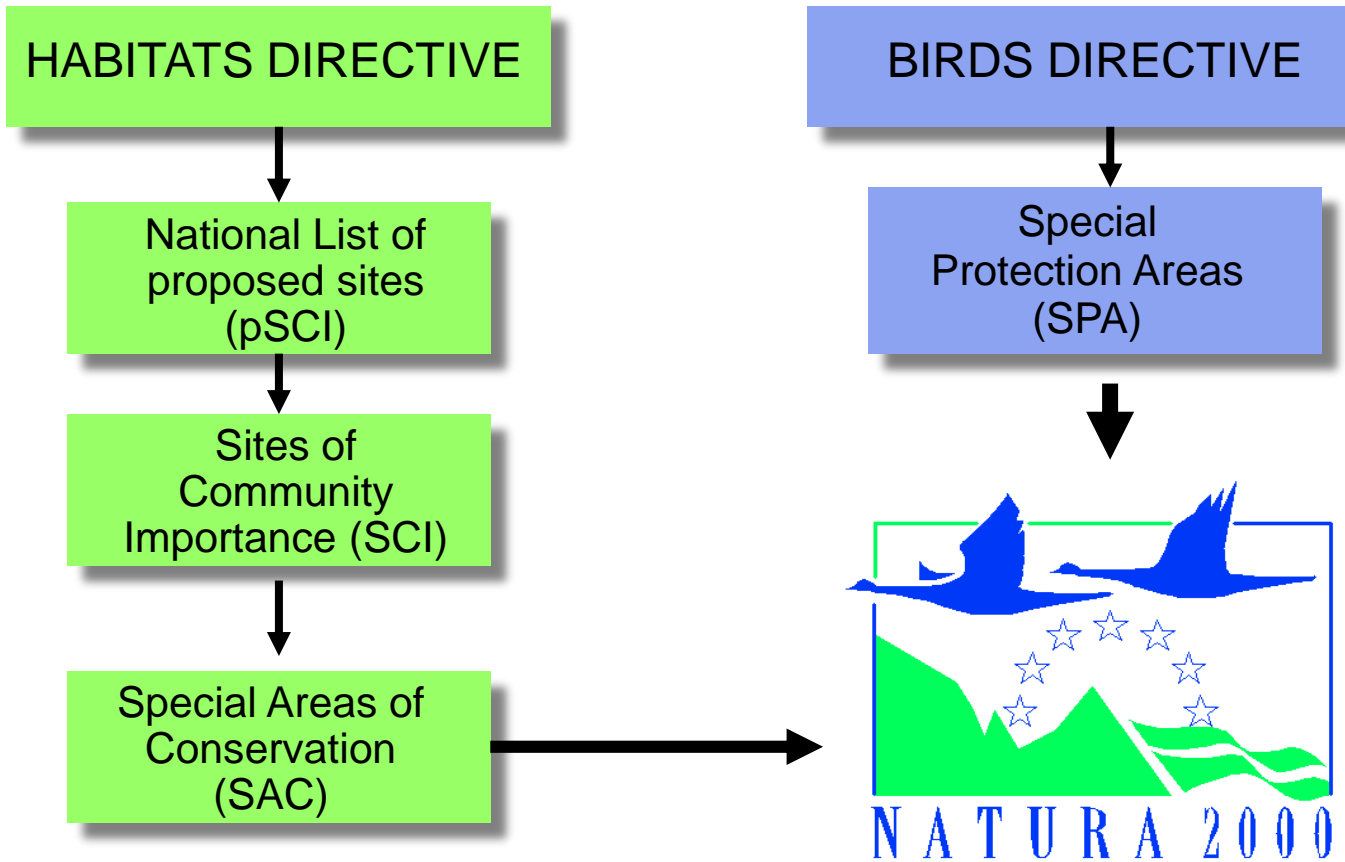 HABITATS DIRECTIVE
National List of
proposed sites
(pSCI)
Sites of
Community
Importance (SCI)
Special Areas of
Conservation
(SAC)
BIRDS DIRECTIVE
Special
Protection Areas
(SPA)
NATURA 2000